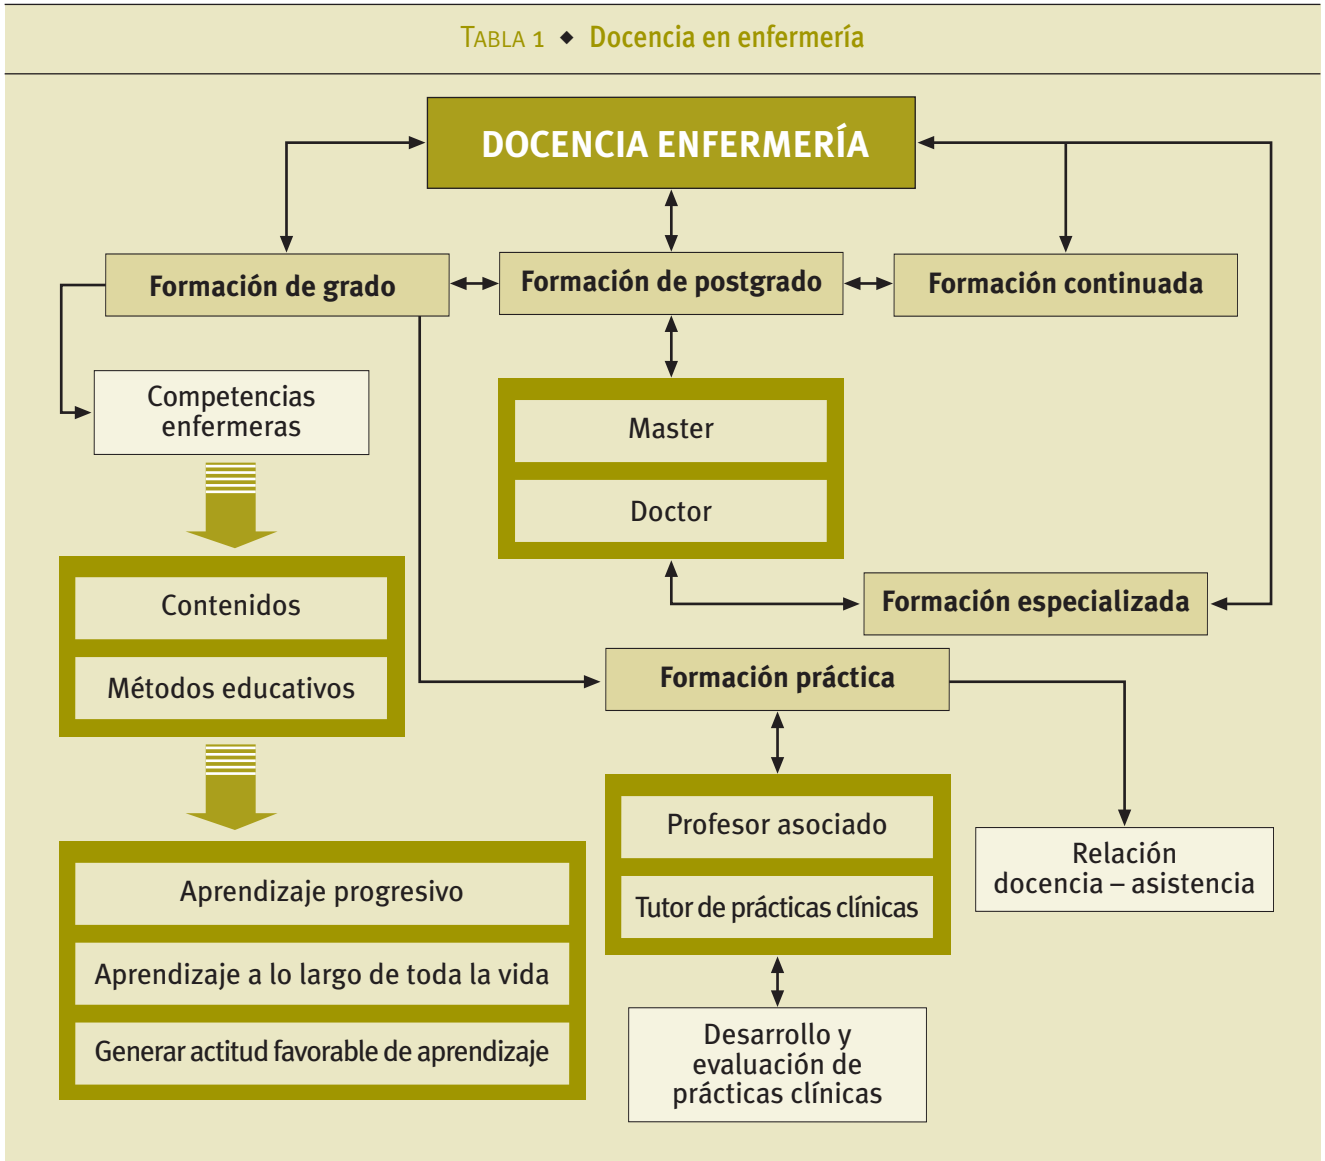 TABLA 1 ◆ Docencia en enfermería
DOCENCIA ENFERMERÍA
Formación de grado
Formación de postgrado
Formación continuada
Competencias
enfermeras
Master
Doctor
Contenidos
Métodos educativos
Formación especializada
Formación práctica
Profesor asociado
Tutor de prácticas clínicas
Relación
docencia – asistencia
Aprendizaje progresivo
Aprendizaje a lo largo de toda la vida
Generar actitud favorable de aprendizaje
Desarrollo y
evaluación de
prácticas clínicas